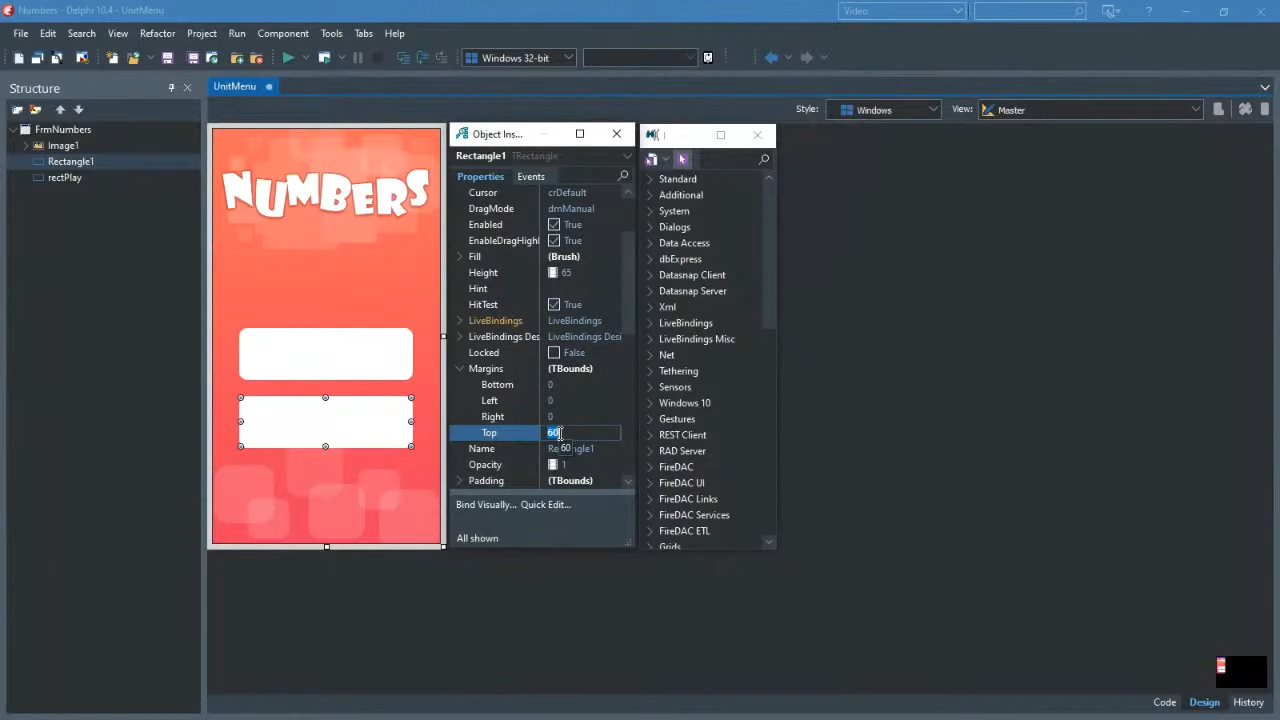 Numbers - Delphi 10.4 - UnitMenu
Video
File Edit Search View Refactor Project Run Component Tools Tabs Help
Windows 32-bit
Structure
UnitMenu
Style: Windows View: Master
FrmNumbers
Image1
Rectangle1
rectPlay
NUMBERS
Object Ins...
Rectangle1 TRectangle
Properties Events
Cursor crDefault
DragMode dmManual
Enabled True
EnableDragHighl True
Fill (Brush)
Height 65
Hint
HitTest True
LiveBindings LiveBindings
LiveBindings Des LiveBindings Desi
Locked False
Margins (TBounds)
Bottom 0
Left 0
Right 0
Top 60
60
Name
Opacity 1
Padding (TBounds)
Bind Visually... Quick Edit...
All shown
Standard
Additional
System
Dialogs
Data Access
dbExpress
Datasnap Client
Datasnap Server
Xml
LiveBindings
LiveBindings Misc
Net
Tethering
Sensors
Windows 10
Gestures
REST Client
RAD Server
FireDAC
FireDAC UI
FireDAC Links
FireDAC Services
FireDAC ETL
Grids
Code Design History